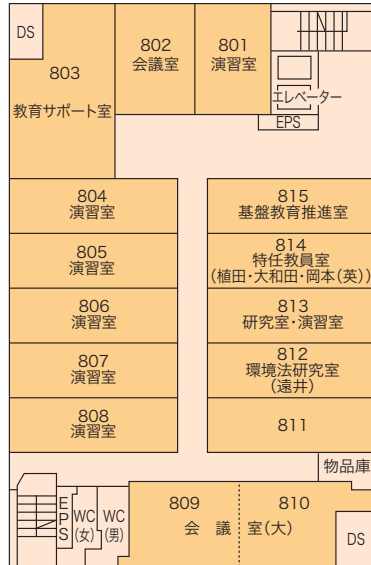 DS
803
教育サポート室
802
会議室
801
演習室
エレベーター
EPS
804
演習室
805
演習室
806
演習室
807
演習室
808
演習室
815
基盤教育推進室
814
特任教員室
(植田・大和田・岡本(英))
813
研究室・演習室
812
環境法研究室
(遠井)
811
物品庫
EPS
WC
(女)
WC
(男)
809
810
会議室(大)
DS